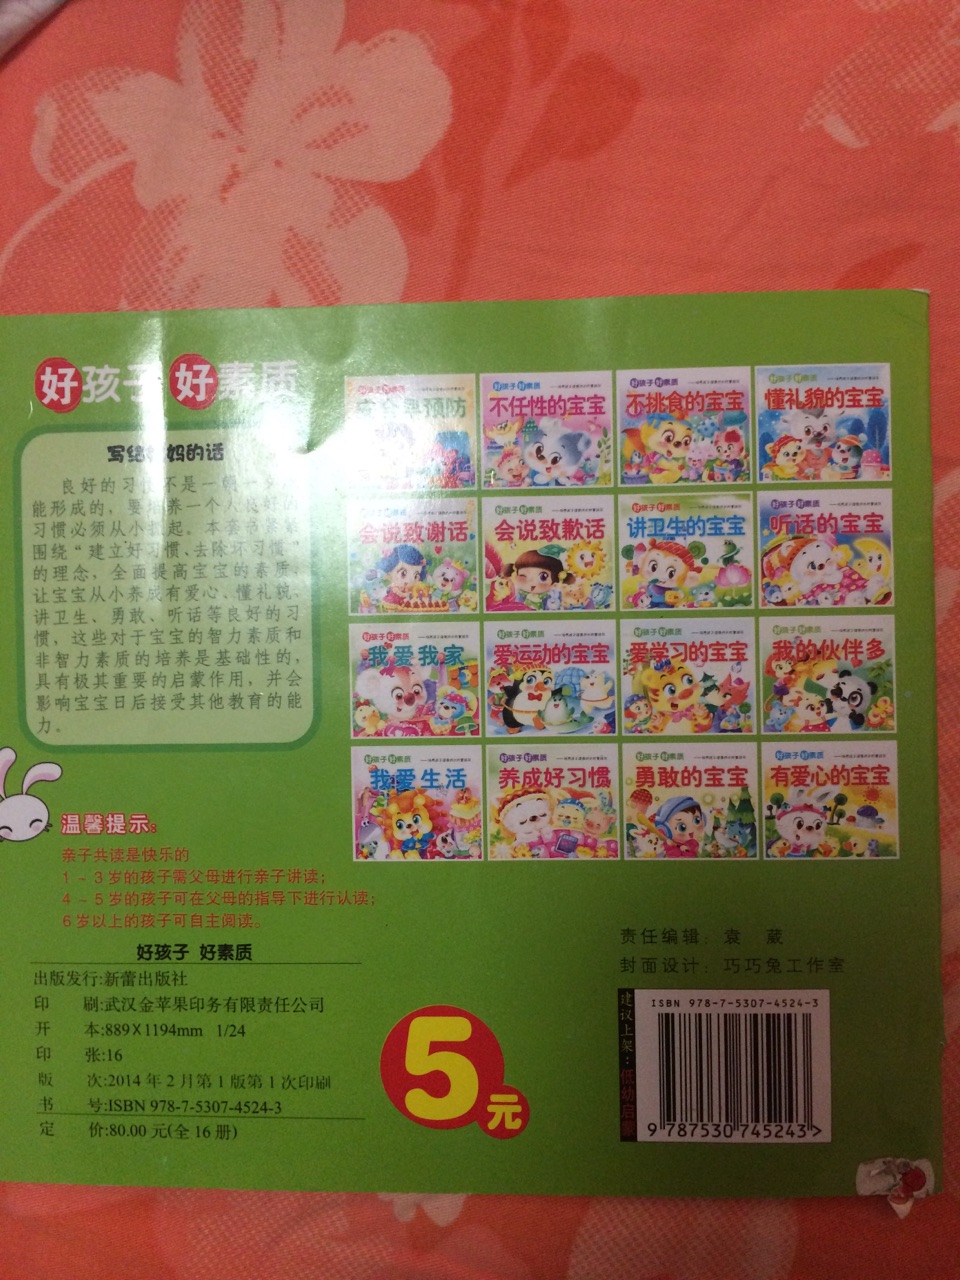 好孩子 好素质
写给妈妈的话
良好的习惯不是一朝一夕
能形成的，要培养一个人良好的
习惯必须从小抓起。本套书
围绕“建立好习惯、去除坏习惯”
的理念，全面提高宝宝的素质，
让宝宝从小养成有爱心、懂礼貌、
讲卫生、勇敢、听话等良好的习
惯，这些对于宝宝的智力素质和
非智力素质的培养是基础性的，
具有极其重要的启蒙作用，并会
影响宝宝日后接受其他教育的能
力。
预防
不任性的宝宝
不挑食的宝宝
懂礼貌的宝宝
会说致谢话
会说致歉话
讲卫生的宝宝
听话的宝宝
我爱我家
爱运动的宝宝
爱学习的宝宝
我的伙伴多
我爱生活
养成好习惯
勇敢的宝宝
有爱心的宝宝
温馨提示：
亲子共读是快乐的
1～3岁的孩子需父母进行亲子讲读；
4～5岁的孩子可在父母的指导下进行认读；
6岁以上的孩子可自主阅读。
好孩子 好素质
出版发行:新蕾出版社
印 刷:武汉金苹果印务有限责任公司
开 本:889×1194mm 1/24
印 张:16
版 次:2014年2月第1版第1次印刷
书 号:ISBN 978-7-5307-4524-3
定 价:80.00元(全16册)
5元
责任编辑：袁 葳
封面设计：巧巧兔工作室
建议上架：低幼启蒙
ISBN 978-7-5307-4524-3
9 787530 745243 >